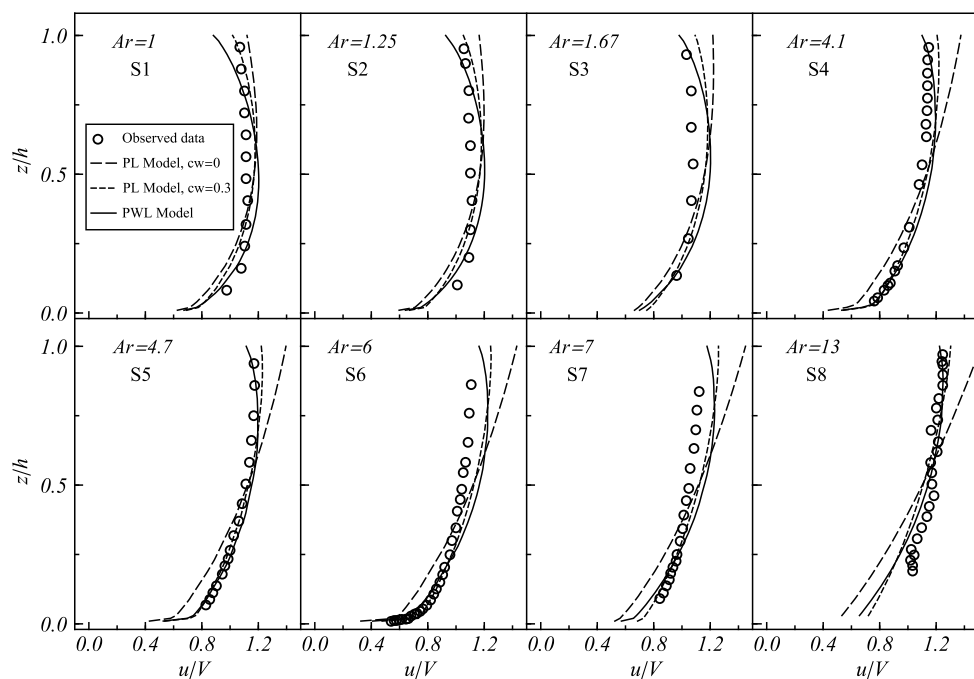 1.0
0.5
0.0
z/h
Ar=1
S1
Observed data
PL Model, cw=0
PL Model, cw=0.3
PWL Model
Ar=1.25
S2
Ar=1.67
S3
Ar=4.1
S4
1.0
0.5
0.0
z/h
Ar=4.7
S5
Ar=6
S6
Ar=7
S7
Ar=13
S8
0.0 0.4 0.8 1.2
0.0 0.4 0.8 1.2
0.0 0.4 0.8 1.2
0.0 0.4 0.8 1.2
u/V
u/V
u/V
u/V